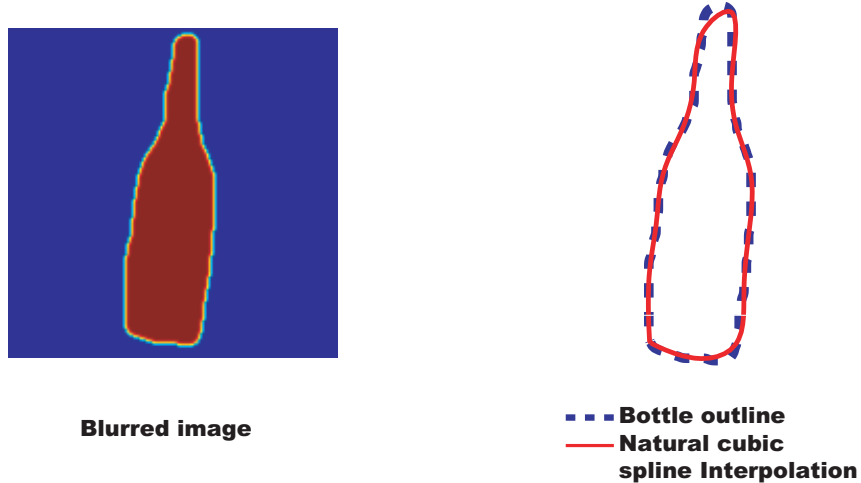 Blurred image
Bottle outline
Natural cubic
spline Interpolation